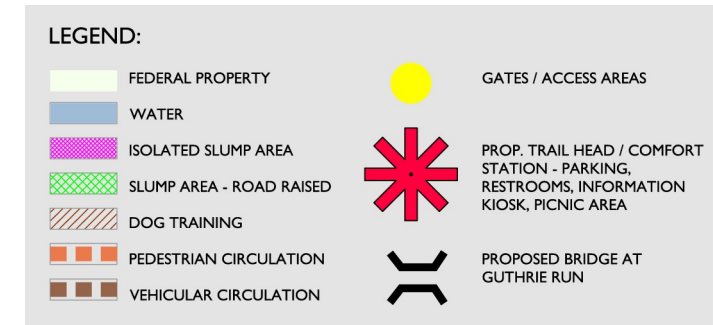 LEGEND:
FEDERAL PROPERTY
WATER
ISOLATED SLUMP AREA
SLUMP AREA - ROAD RAISED
DOG TRAINING
PEDESTRIAN CIRCULATION
VEHICULAR CIRCULATION
GATES / ACCESS AREAS
PROP. TRAIL HEAD / COMFORT
STATION - PARKING,
RESTROOMS, INFORMATION
KIOSK, PICNIC AREA
PROPOSED BRIDGE AT
GUTHRIE RUN